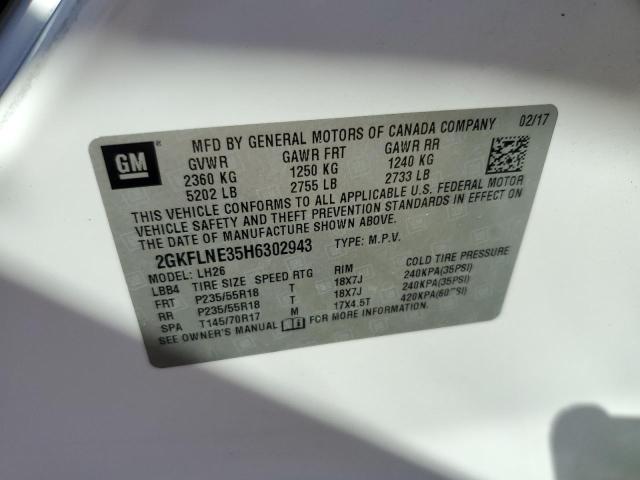 MFD BY GENERAL MOTORS OF CANADA COMPANY 02/17
GM ®
GVWR GAWR FRT GAWR RR
2360 KG 1250 KG 1240 KG
5202 LB 2755 LB 2733 LB
THIS VEHICLE CONFORMS TO ALL APPLICABLE U.S. FEDERAL MOTOR
VEHICLE SAFETY AND THEFT PREVENTION STANDARDS IN EFFECT ON
THE DATE OF MANUFACTURE SHOWN ABOVE.
2GKFLNE35H6302943 TYPE: M.P.V.
MODEL: LH26
LBB4 TIRE SIZE SPEED RTG RIM COLD TIRE PRESSURE
FRT P235/55R18 T 18X7J 240KPA(35PSI)
RR P235/55R18 T 18X7J 240KPA(35PSI)
SPA T145/70R17 M 17X4.5T 420KPA(60PSI)
SEE OWNER'S MANUAL FOR MORE INFORMATION.